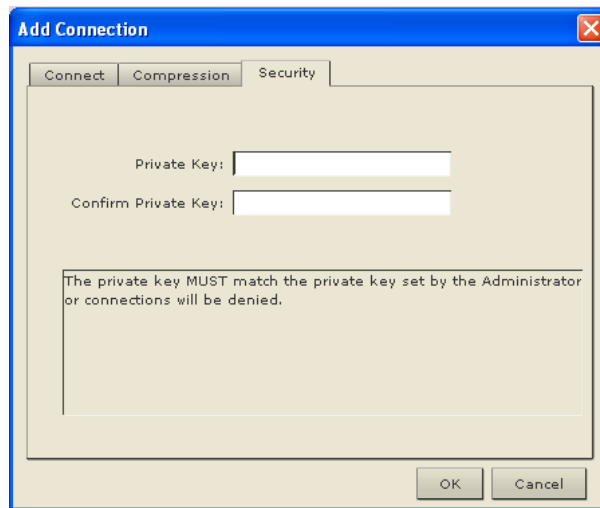 Add Connection
Connect Compression Security
Private Key:
Confirm Private Key:
The private key MUST match the private key set by the Administrator
or connections will be denied.
OK Cancel